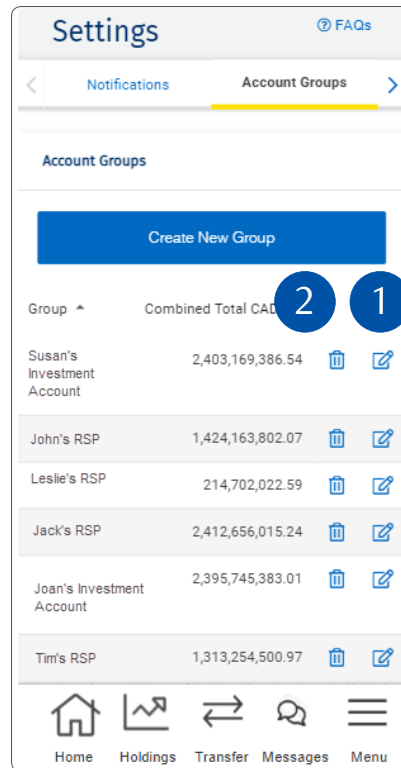 Settings
FAQs
Notifications Account Groups
Account Groups
Create New Group
2 1
Group Combined Total CAD
Susan's 2,403,169,386.54
Investment
Account
John's RSP 1,424,163,802.07
Leslie's RSP 214,702,022.59
Jack's RSP 2,412,656,015.24
Joan's Investment 2,395,745,383.01
Account
Tim's RSP 1,313,254,500.97
Home Holdings Transfer Messages Menu